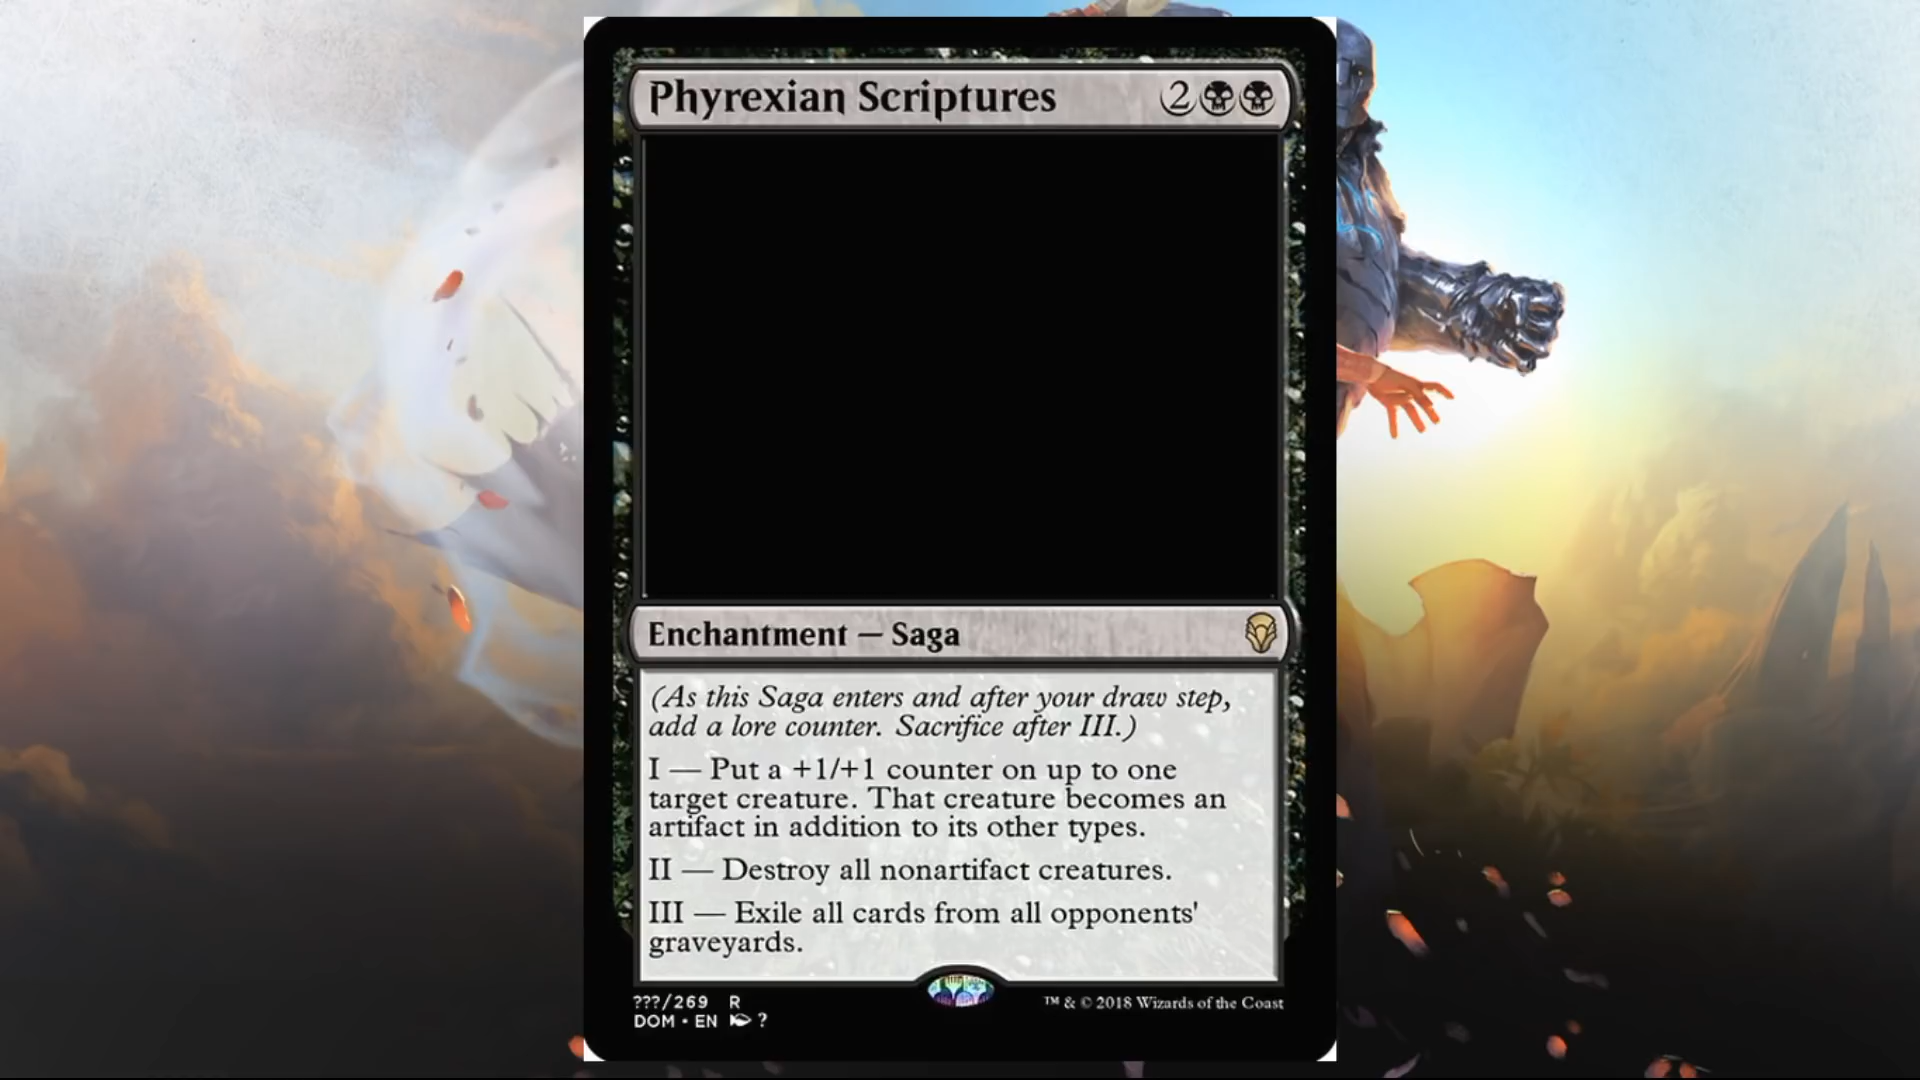 Phyrexian Scriptures 2
Enchantment — Saga
(As this Saga enters and after your draw step,
add a lore counter. Sacrifice after III.)
I — Put a +1/+1 counter on up to one
target creature. That creature becomes an
artifact in addition to its other types.
II — Destroy all nonartifact creatures.
III — Exile all cards from all opponents'
graveyards.
???/269 R
DOM • EN ?
™ & © 2018 Wizards of the Coast